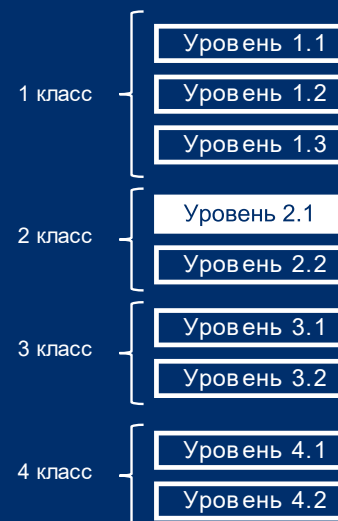 1 класс
Уровень 1.1
Уровень 1.2
Уровень 1.3
2 класс
Уровень 2.1
Уровень 2.2
3 класс
Уровень 3.1
Уровень 3.2
4 класс
Уровень 4.1
Уровень 4.2